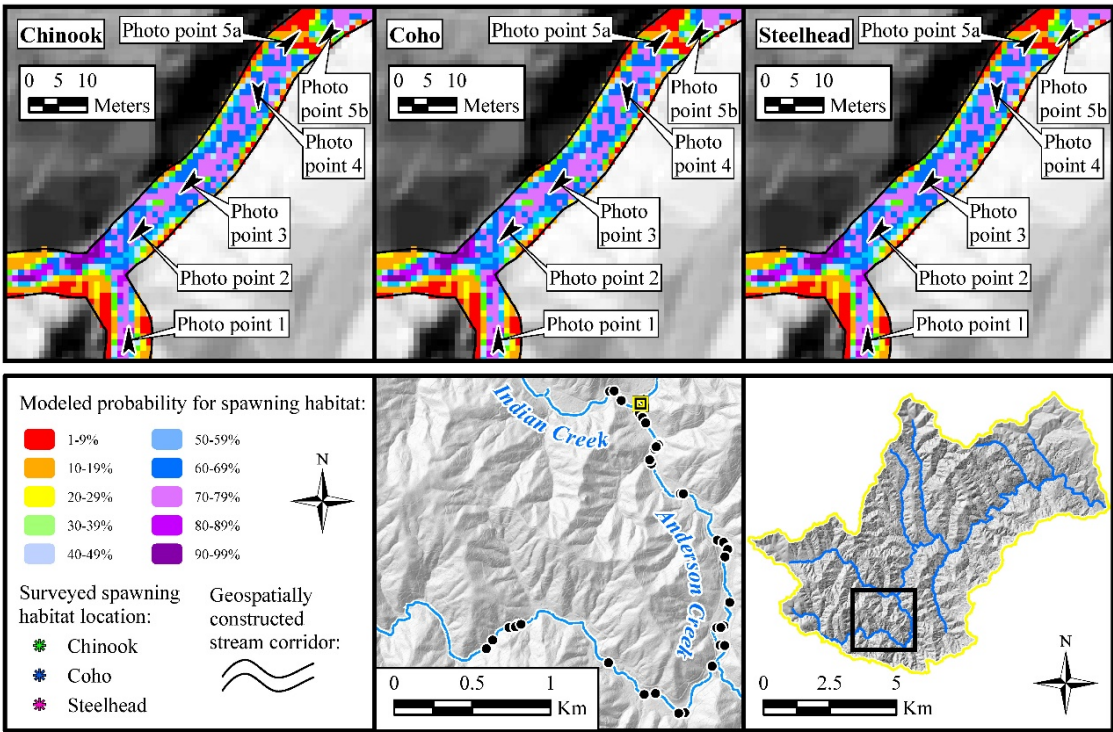 Chinook
Photo point 5a
0 5 10
Meters
Photo
point 5b
Photo
point 4
Photo
point 3
Photo point 2
Photo point 1
Coho
Photo point 5a
0 5 10
Meters
Photo
point 5b
Photo
point 4
Photo
point 3
Photo point 2
Photo point 1
Steelhead
Photo point 5a
0 5 10
Meters
Photo
point 5b
Photo
point 4
Photo
point 3
Photo point 2
Photo point 1
Modeled probability for spawning habitat:
1-9%
10-19%
20-29%
30-39%
40-49%
50-59%
60-69%
70-79%
80-89%
90-99%
N
Surveyed spawning
habitat location:
Chinook
Coho
Steelhead
Geospatially
constructed
stream corridor:
Indian Creek
Anderson Creek
0 0.5 1
Km
0 2.5 5
Km
N